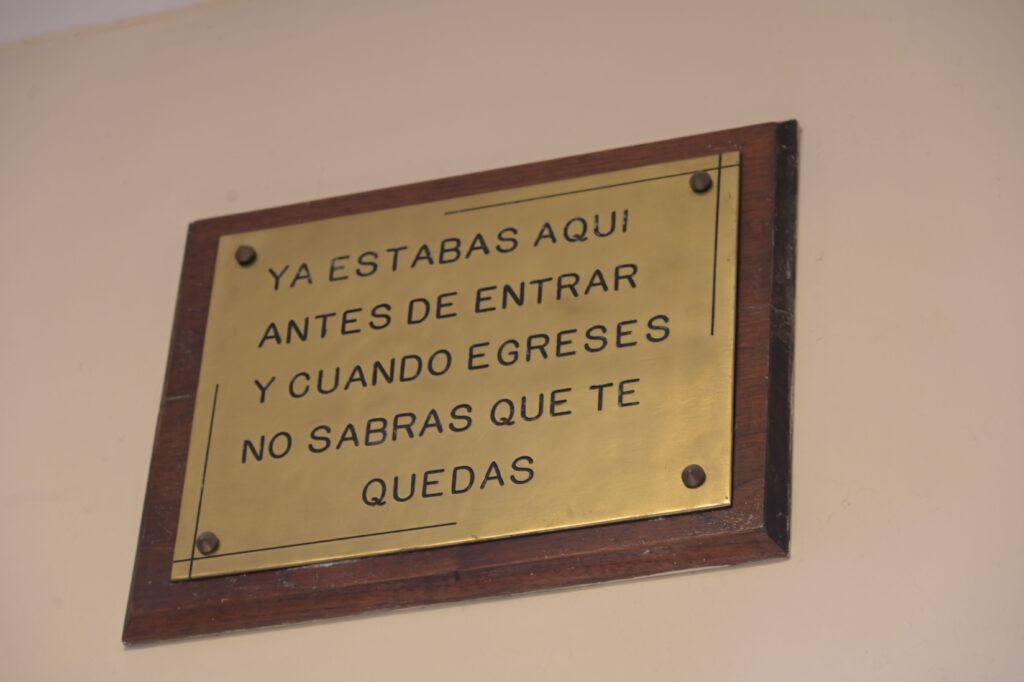 YA ESTABAS AQUI
ANTES DE ENTRAR
Y CUANDO EGRESES
NO SABRAS QUE TE
QUEDAS